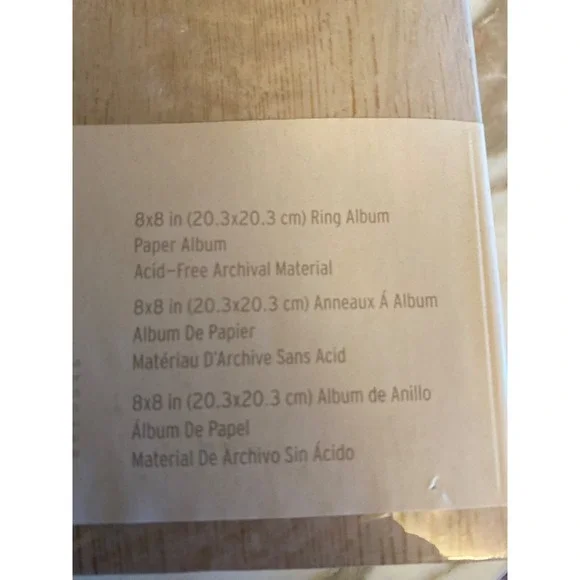 8x8 in (20.3x20.3 cm) Ring Album
Paper Album
Acid-Free Archival Material
8x8 in (20.3x20.3 cm) Anneaux Á Album
Album De Papier
Matériau D'Archive Sans Acid
8x8 in (20.3x20.3 cm) Album de Anillo
Álbum De Papel
Material De Archivo Sin Ácido